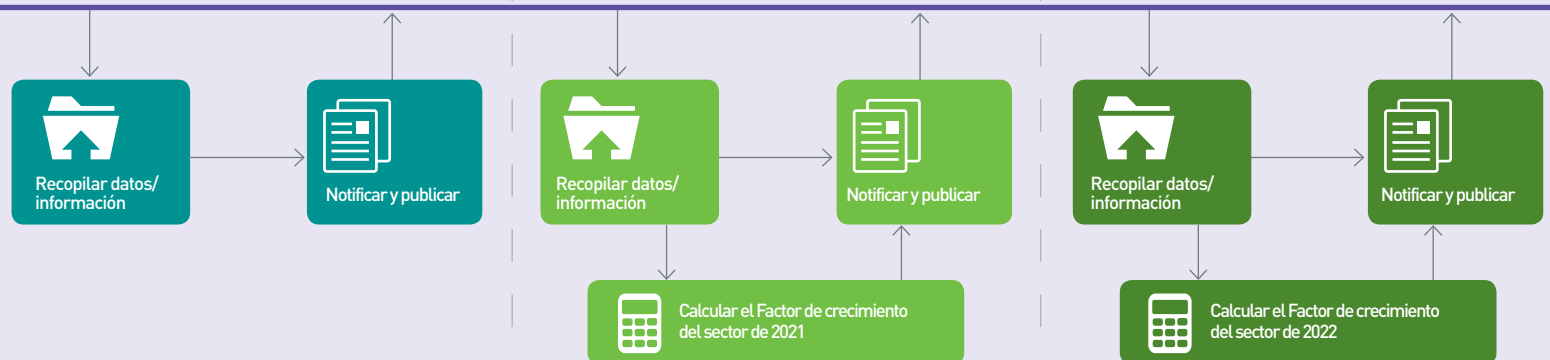 Recopilar datos/
información
Notificar y publicar
Recopilar datos/
información
Notificar y publicar
Calcular el Factor de crecimiento
del sector de 2021
Recopilar datos/
información
Notificar y publicar
Calcular el Factor de crecimiento
del sector de 2022